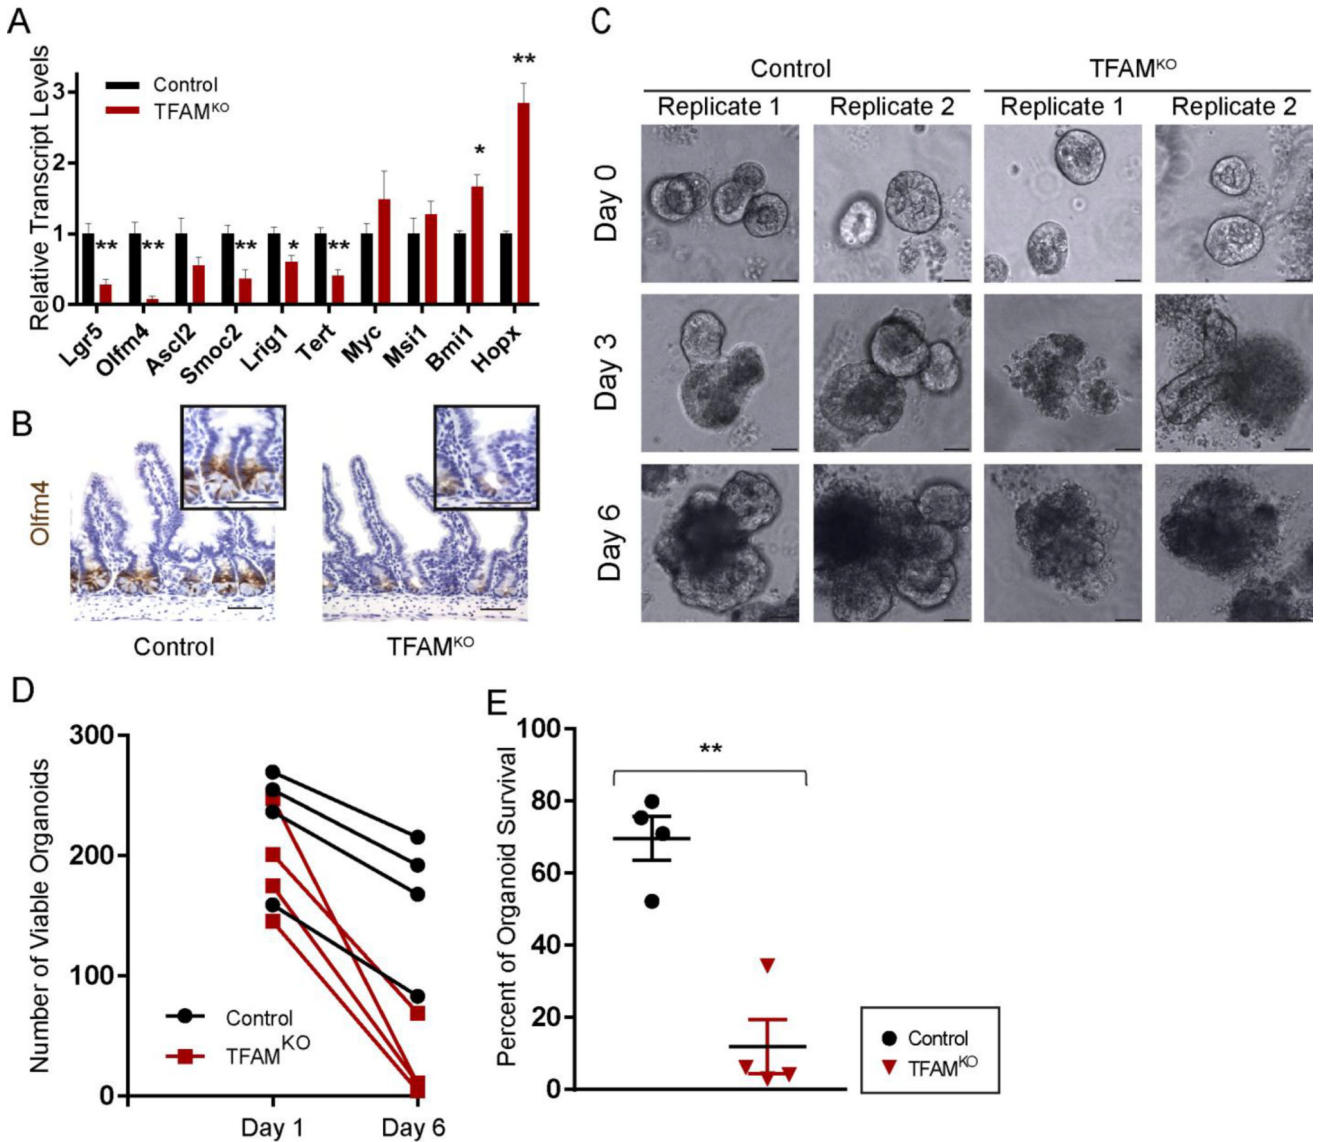 A
Relative Transcript Levels
3
2
1
0
Control
TFAMKO
** ** ** * ** * **
Lgr5 Olfm4 Ascl2 Smoc2 Lrig1 Tert Myc Msi1 Bmi1 Hopx
B
Olfm4
Control TFAMKO
C
Control TFAMKO
Replicate 1 Replicate 2 Replicate 1 Replicate 2
Day 0
Day 3
Day 6
D
Number of Viable Organoids
300
200
100
0
Control
TFAMKO
Day 1 Day 6
E
Percent of Organoid Survival
100
80
60
40
20
0
**
Control
TFAMKO